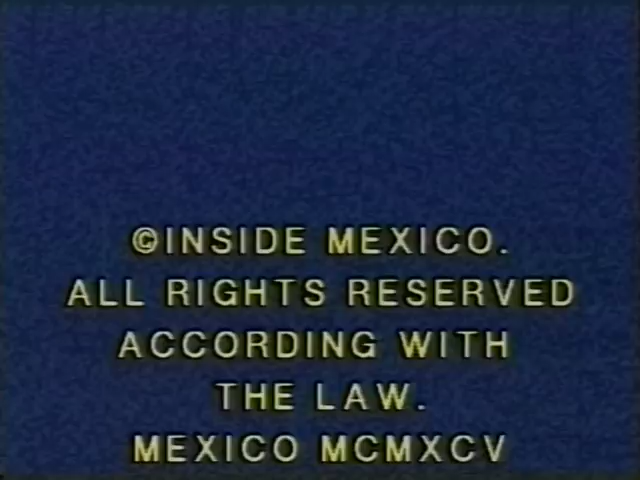 ©INSIDE MEXICO.
ALL RIGHTS RESERVED
ACCORDING WITH
THE LAW.
MEXICO MCMXCV